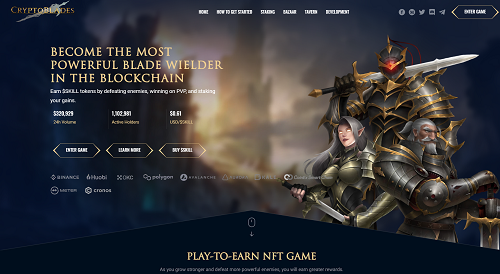 CRYPTOBLADES
HOME HOW TO GET STARTED STAKING BAZAAR TAVERN DEVELOPMENT
ENTER GAME
BECOME THE MOST
POWERFUL BLADE WIELDER
IN THE BLOCKCHAIN
Earn $SKILL tokens by defeating enemies, winning on PVP, and staking
your gains.
$320,929 1,102,981 $0.61
24h Volume Active Holders USD/$SKILL
ENTER GAME LEARN MORE BUY $SKILL
BINANCE Huobi OKC polygon AVALANCHE
METER cronos
PLAY-TO-EARN NFT GAME
As you grow stronger and defeat more powerful enemies, you will earn greater rewards.